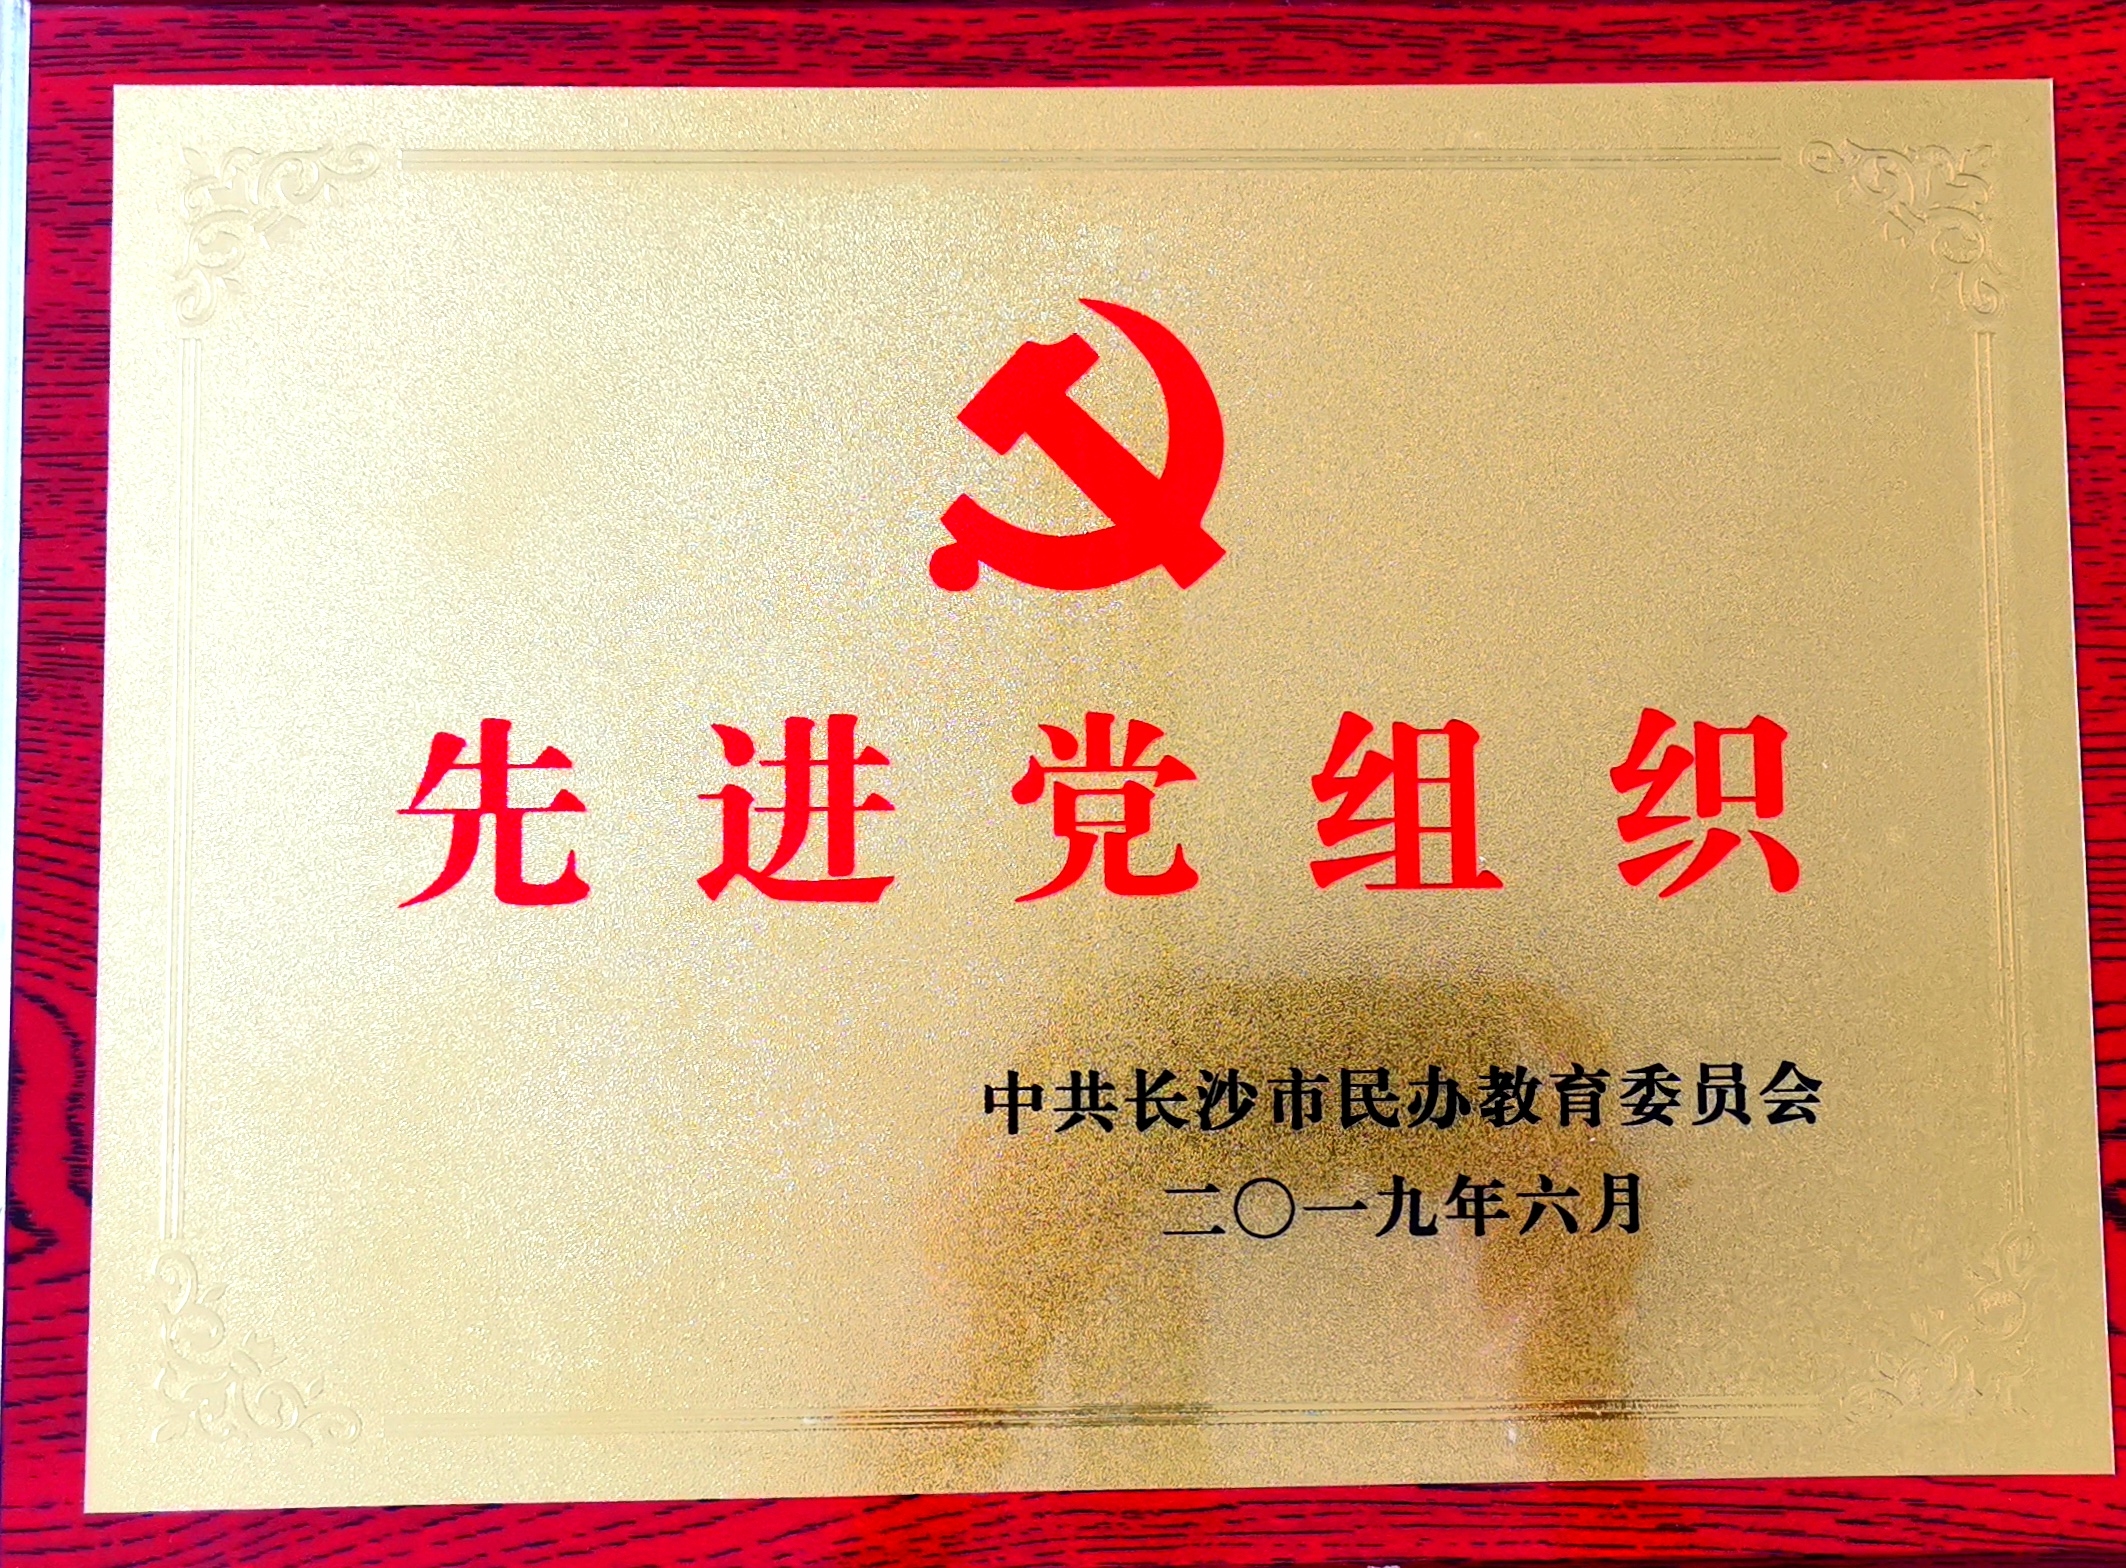 先进党组织
中共长沙市民办教育委员会
二〇一九年六月